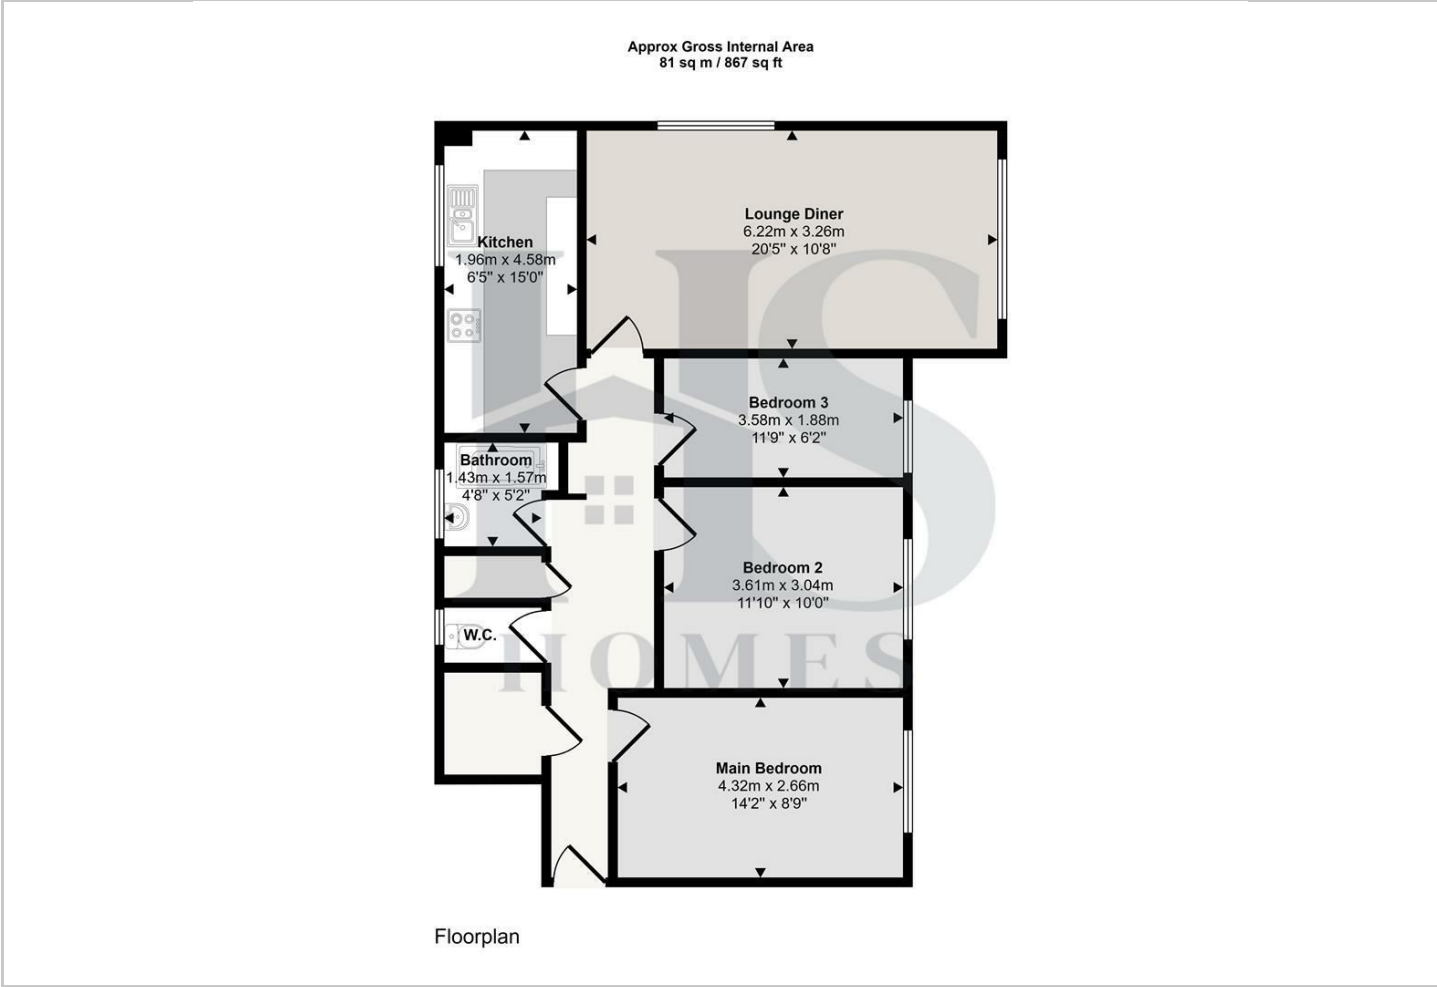 Approx Gross Internal Area
81 sq m / 867 sq ft
Lounge Diner
6.22m x 3.26m
20'5" x 10'8"
Kitchen
1.96m x 4.58m
6'5" x 15'0"
Bedroom 3
3.58m x 1.88m
11'9" x 6'2"
Bathroom
1.43m x 1.57m
4'8" x 5'2"
Bedroom 2
3.61m x 3.04m
11'10" x 10'0"
W.C.
HS
HOMES
Main Bedroom
4.32m x 2.66m
14'2" x 8'9"
Floorplan